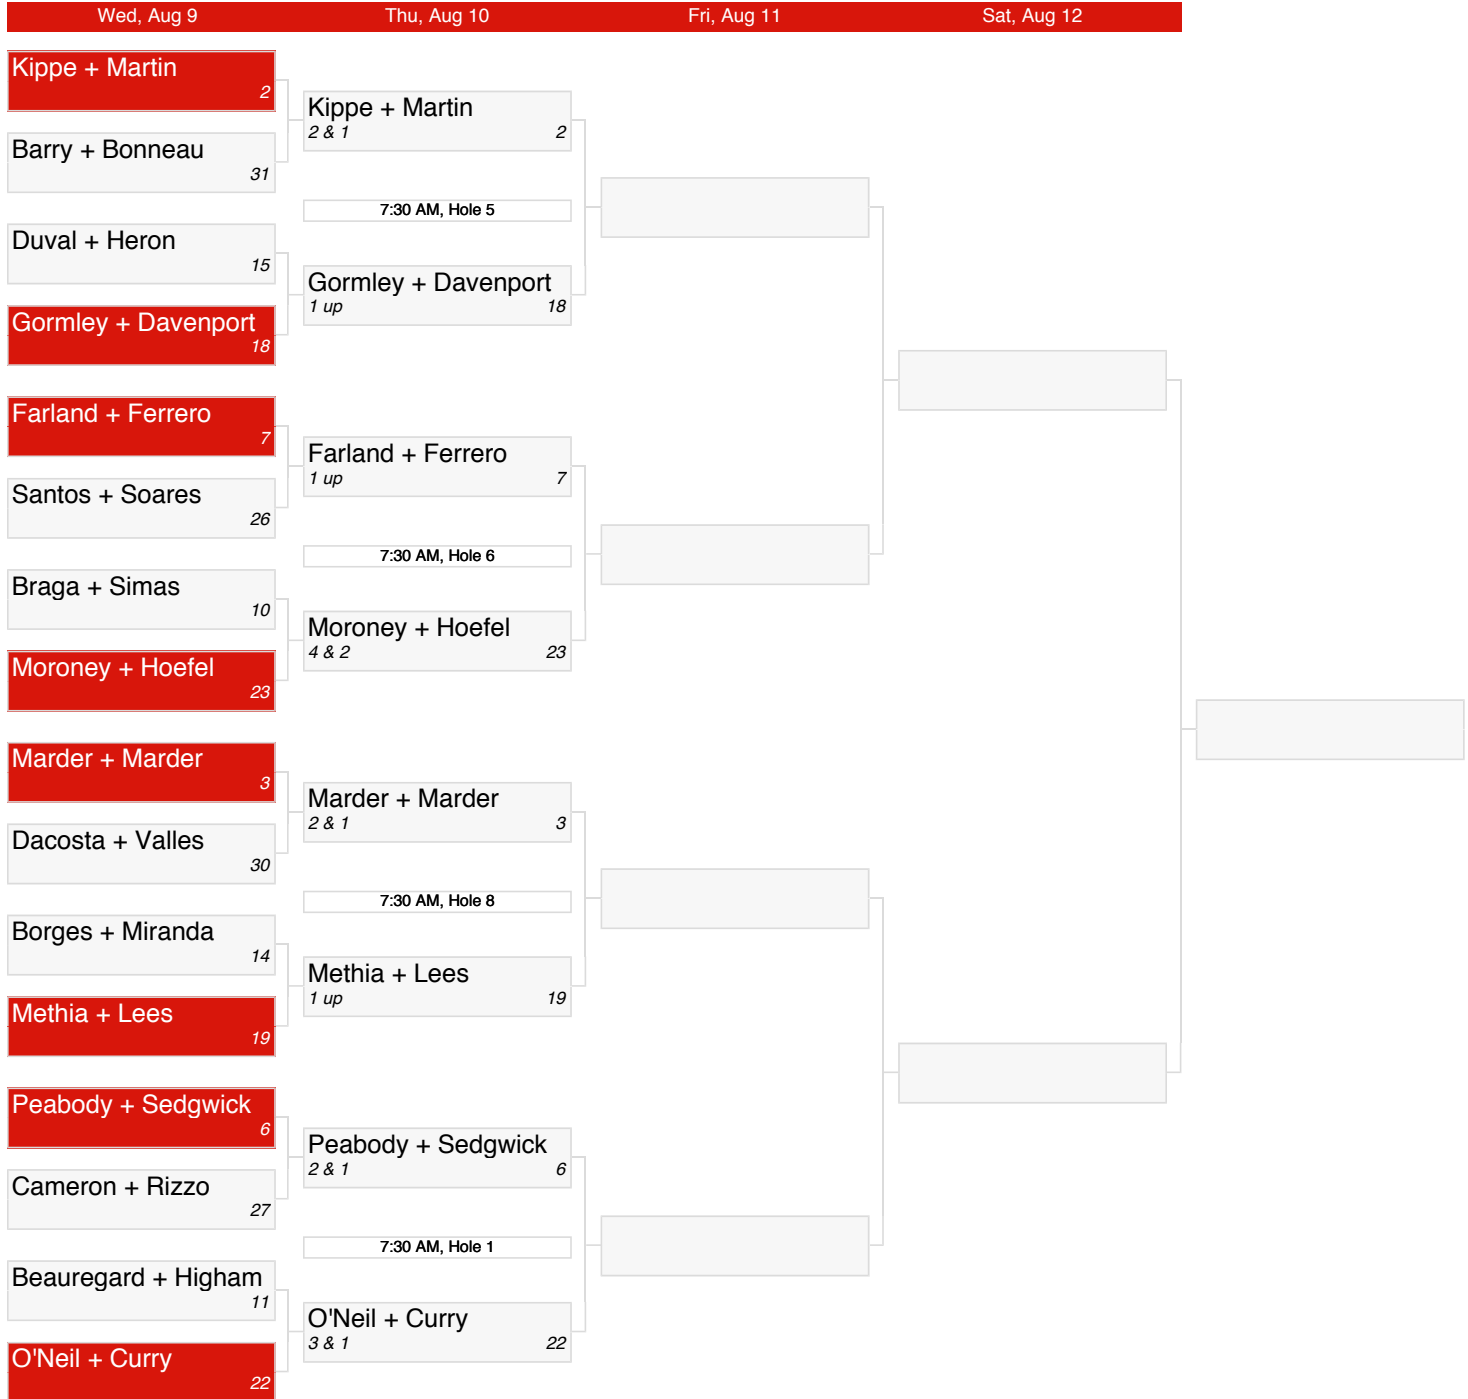 Wed, Aug 9
Thu, Aug 10
Fri, Aug 11
Sat, Aug 12
Kippe + Martin
2
Barry + Bonneau
31
Duval + Heron
15
Gormley + Davenport
18
Farland + Ferrero
7
Santos + Soares
26
Braga + Simas
10
Moroney + Hoefel
23
Marder + Marder
3
Dacosta + Valles
30
Borges + Miranda
14
Methia + Lees
19
Peabody + Sedgwick
6
Cameron + Rizzo
27
Beauregard + Higham
11
O'Neil + Curry
22
Kippe + Martin
2 & 1 2
7:30 AM, Hole 5
Gormley + Davenport
1 up 18
Farland + Ferrero
1 up 7
7:30 AM, Hole 6
Moroney + Hoefel
4 & 2 23
Marder + Marder
2 & 1 3
7:30 AM, Hole 8
Methia + Lees
1 up 19
Peabody + Sedgwick
2 & 1 6
7:30 AM, Hole 1
O'Neil + Curry
3 & 1 22